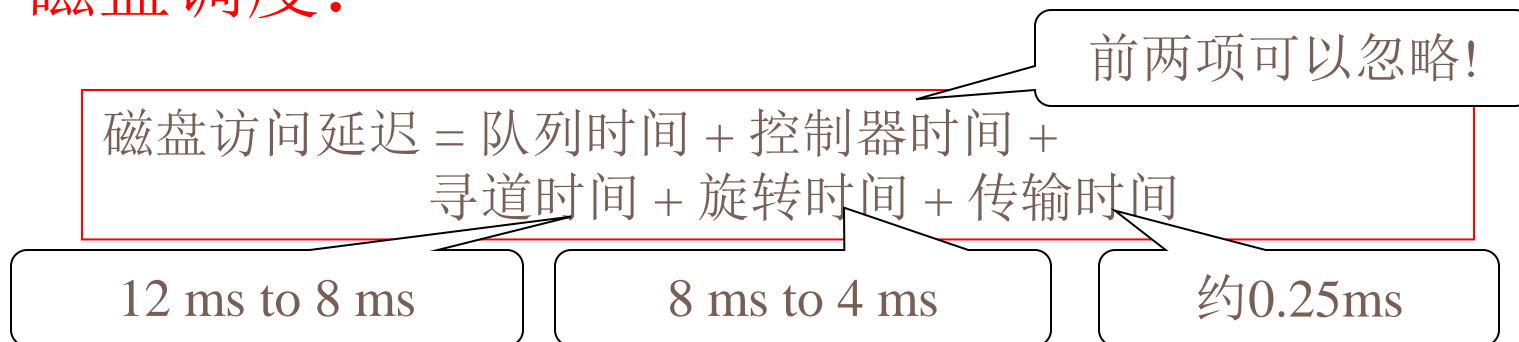 磁盘调度:
前两项可以忽略!
磁盘访问延迟 = 队列时间 + 控制器时间 +
寻道时间 + 旋转时间 + 传输时间
12 ms to 8 ms
8 ms to 4 ms
约0.25ms